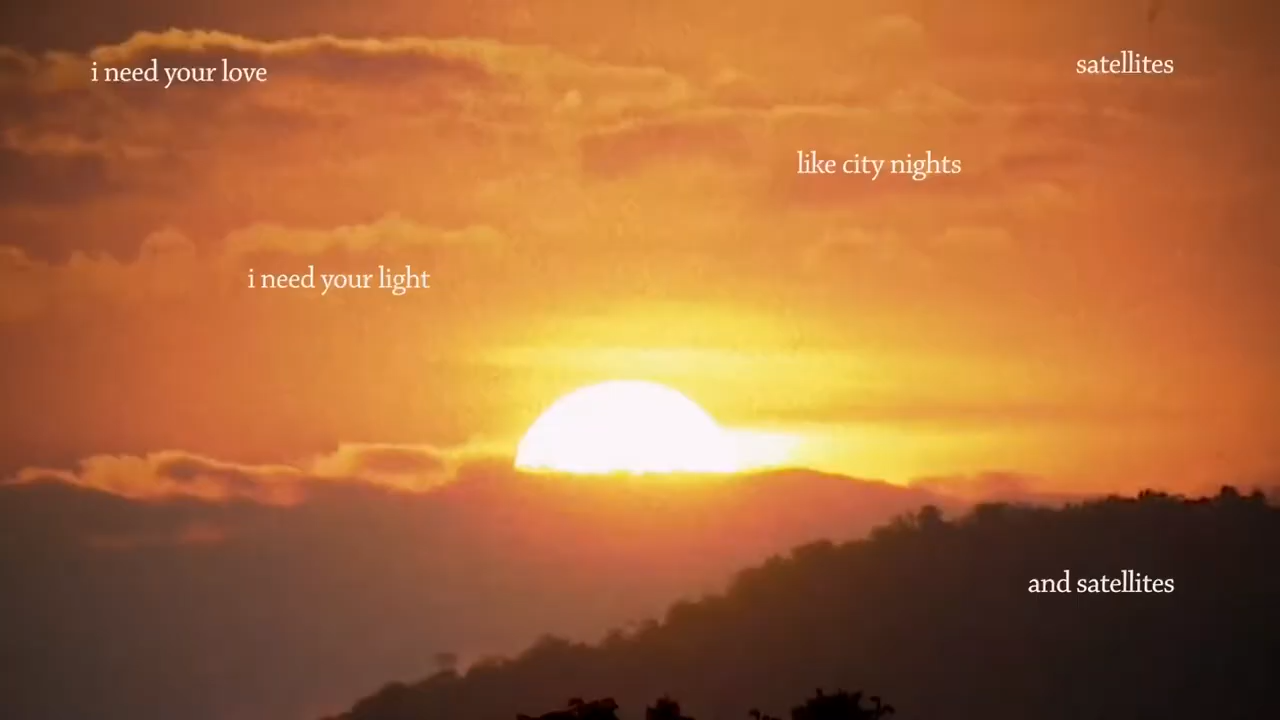 i need your love
satellites
like city nights
i need your light
and satellites